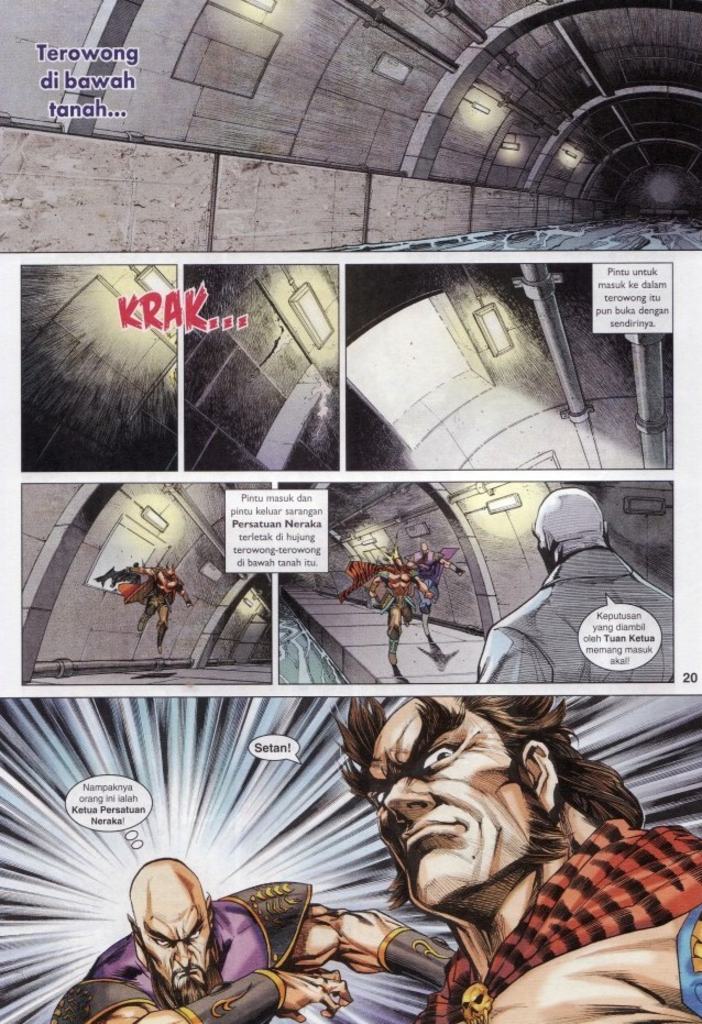 Terowong
di bawah
tanah...
KRAK...
Pintu untuk
masuk ke dalam
terowong itu
pun buka dengan
sendirinya.
Pintu masuk dan
pintu keluar sarangan
Persatuan Neraka
terletak di hujung
terowong-terowong
di bawah tanah itu.
Keputusan
yang diambil
oleh Tuan Ketua
memang masuk
akal!
20
Setan!
Nampaknya
orang ini ialah
Ketua Persatuan
Neraka!